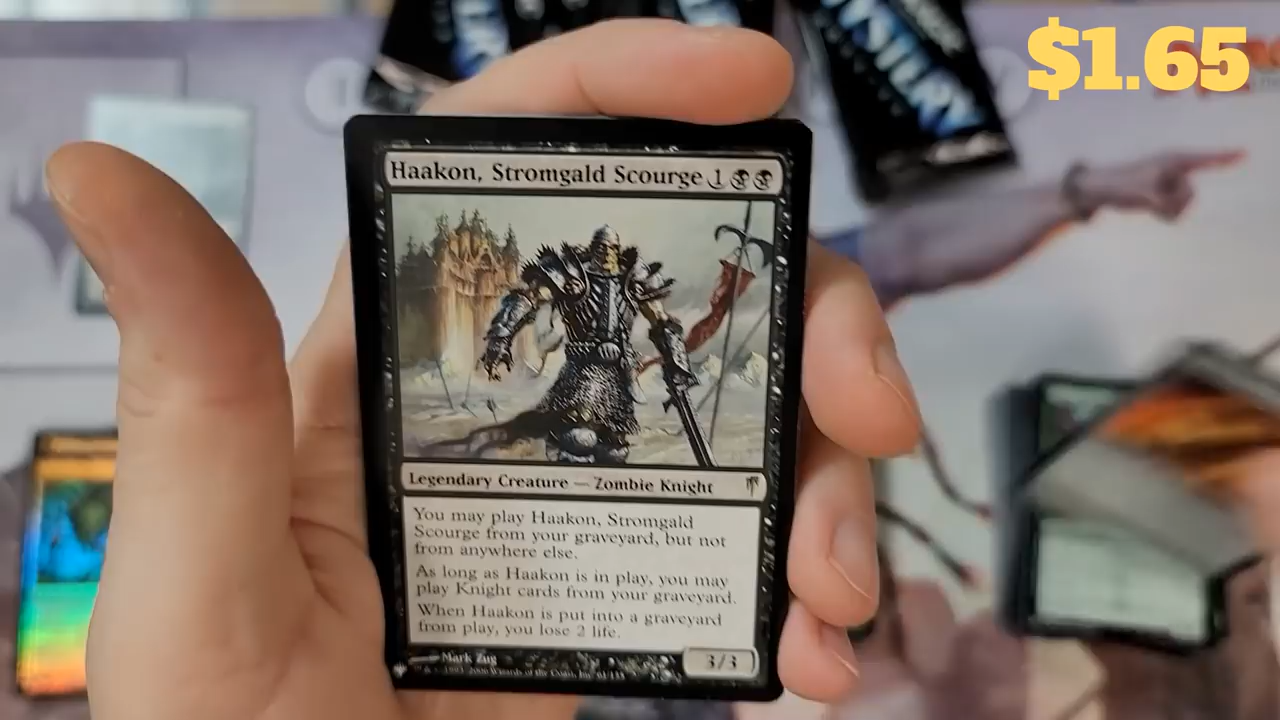 $1.65
Haakon, Stromgald Scourge 1
Legendary Creature — Zombie Knight
You may play Haakon, Stromgald
Scourge from your graveyard, but not
from anywhere else.
As long as Haakon is in play, you may
play Knight cards from your graveyard.
When Haakon is put into a graveyard
from play, you lose 2 life.
3/3
Mark Zug